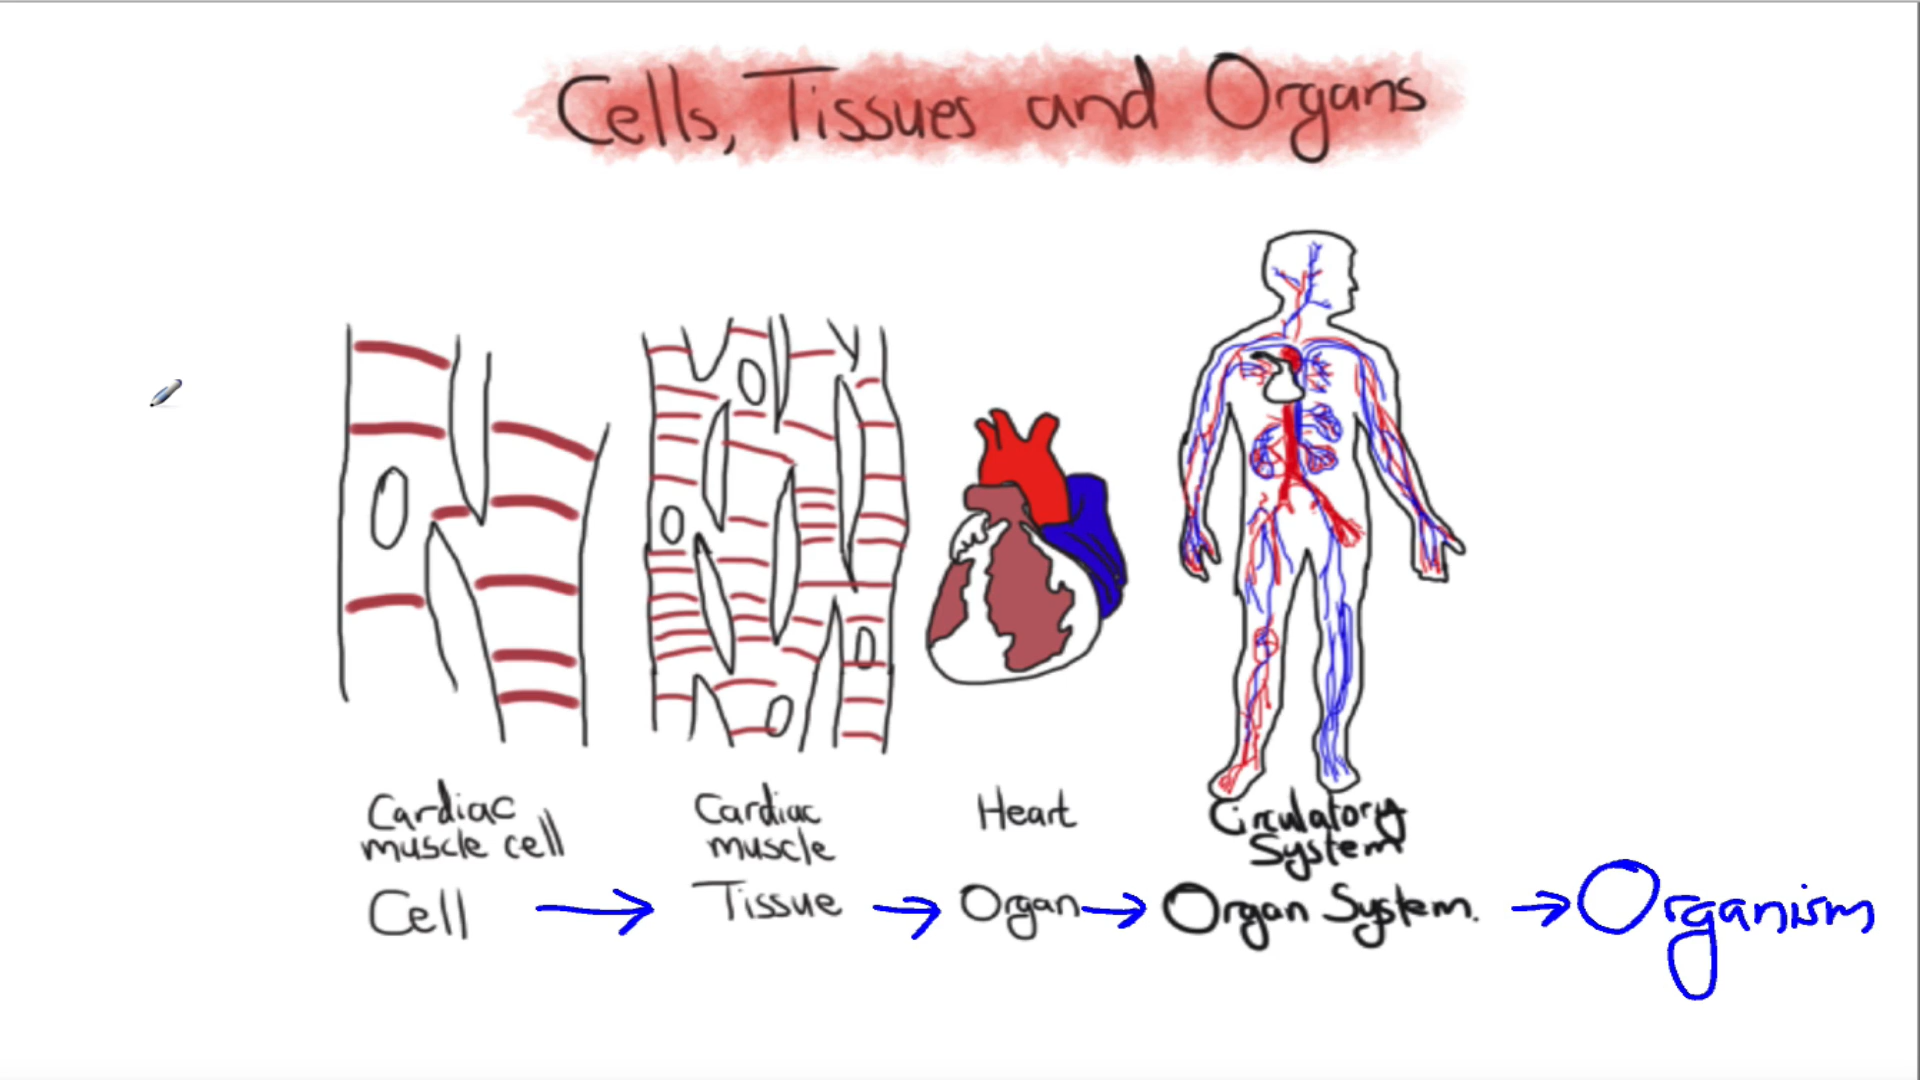 Cells, Tissues and Organs
Cardiac
muscle cell
Cardiac
muscle
Heart
Circulatory
System
Cell → Tissue → Organ → Organ System. → Organism